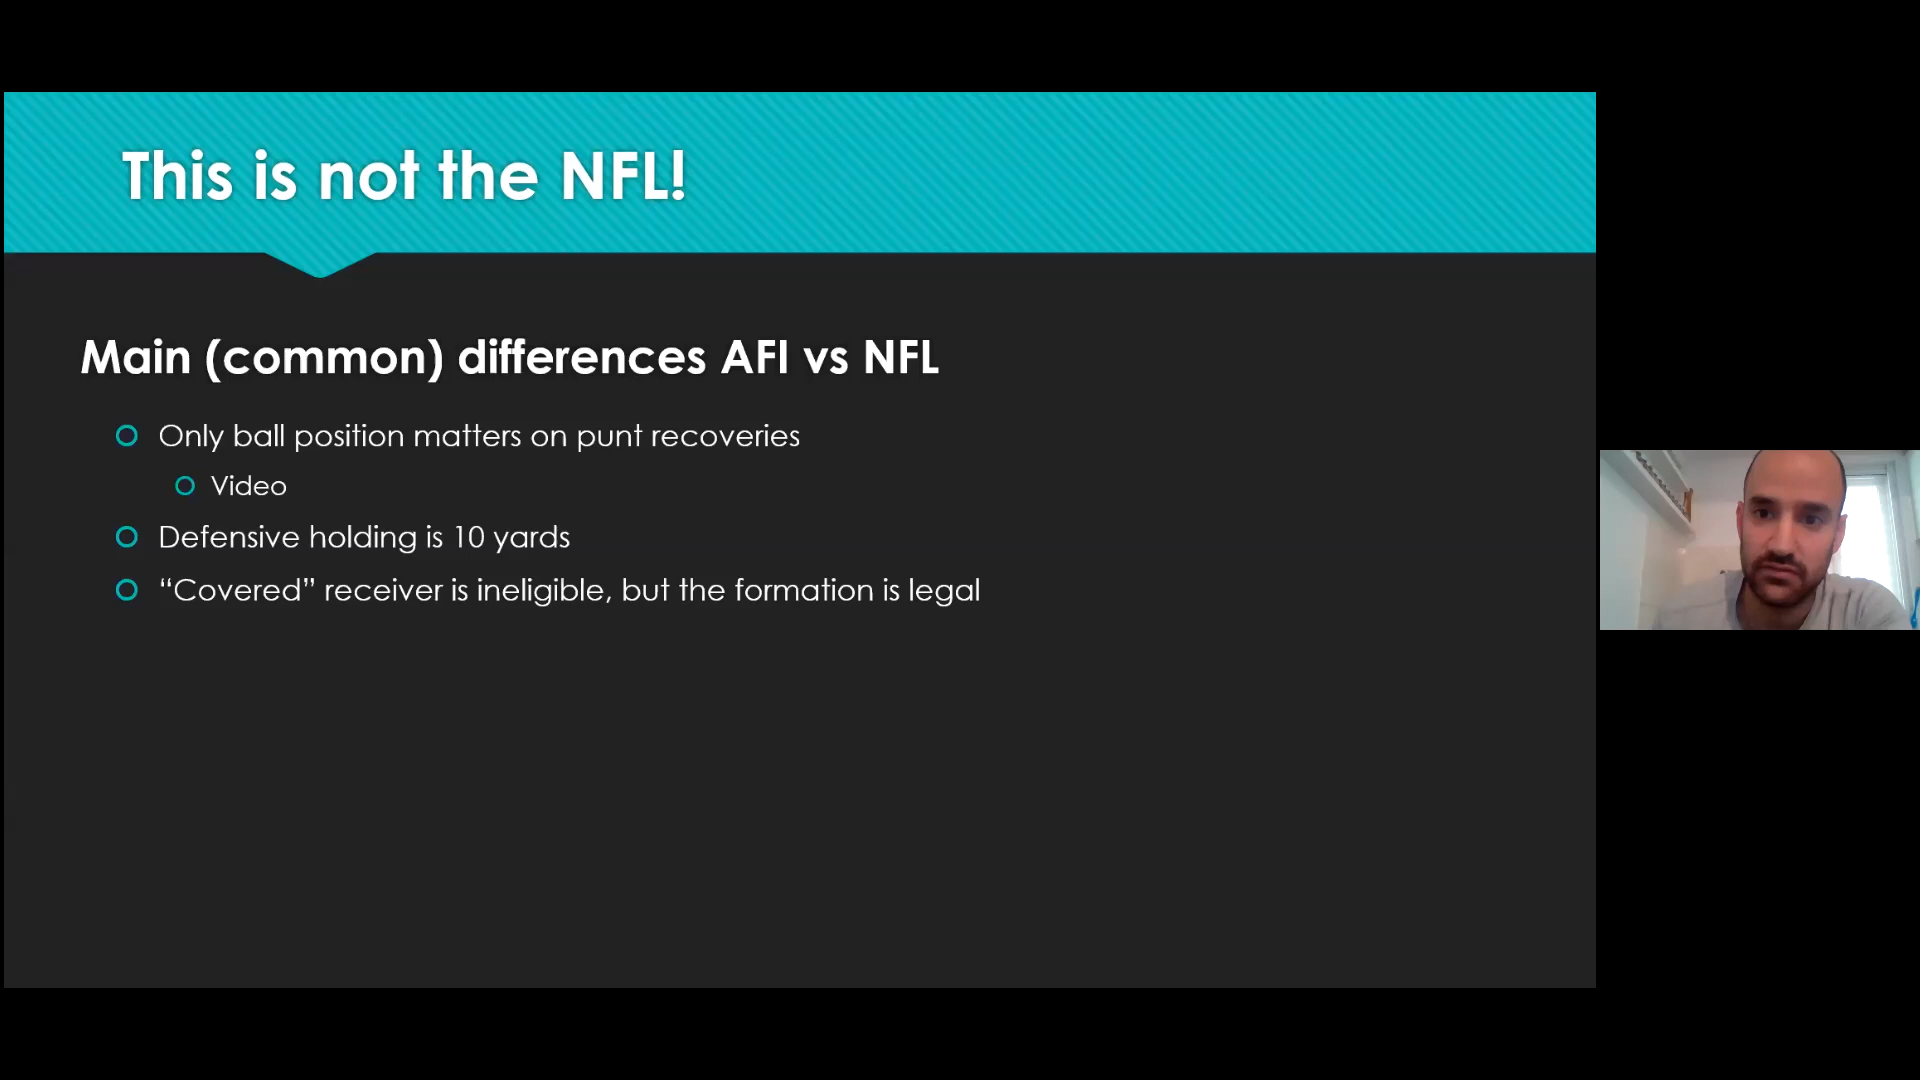 This is not the NFL!
Main (common) differences AFI vs NFL
Only ball position matters on punt recoveries
Video
Defensive holding is 10 yards
“Covered” receiver is ineligible, but the formation is legal